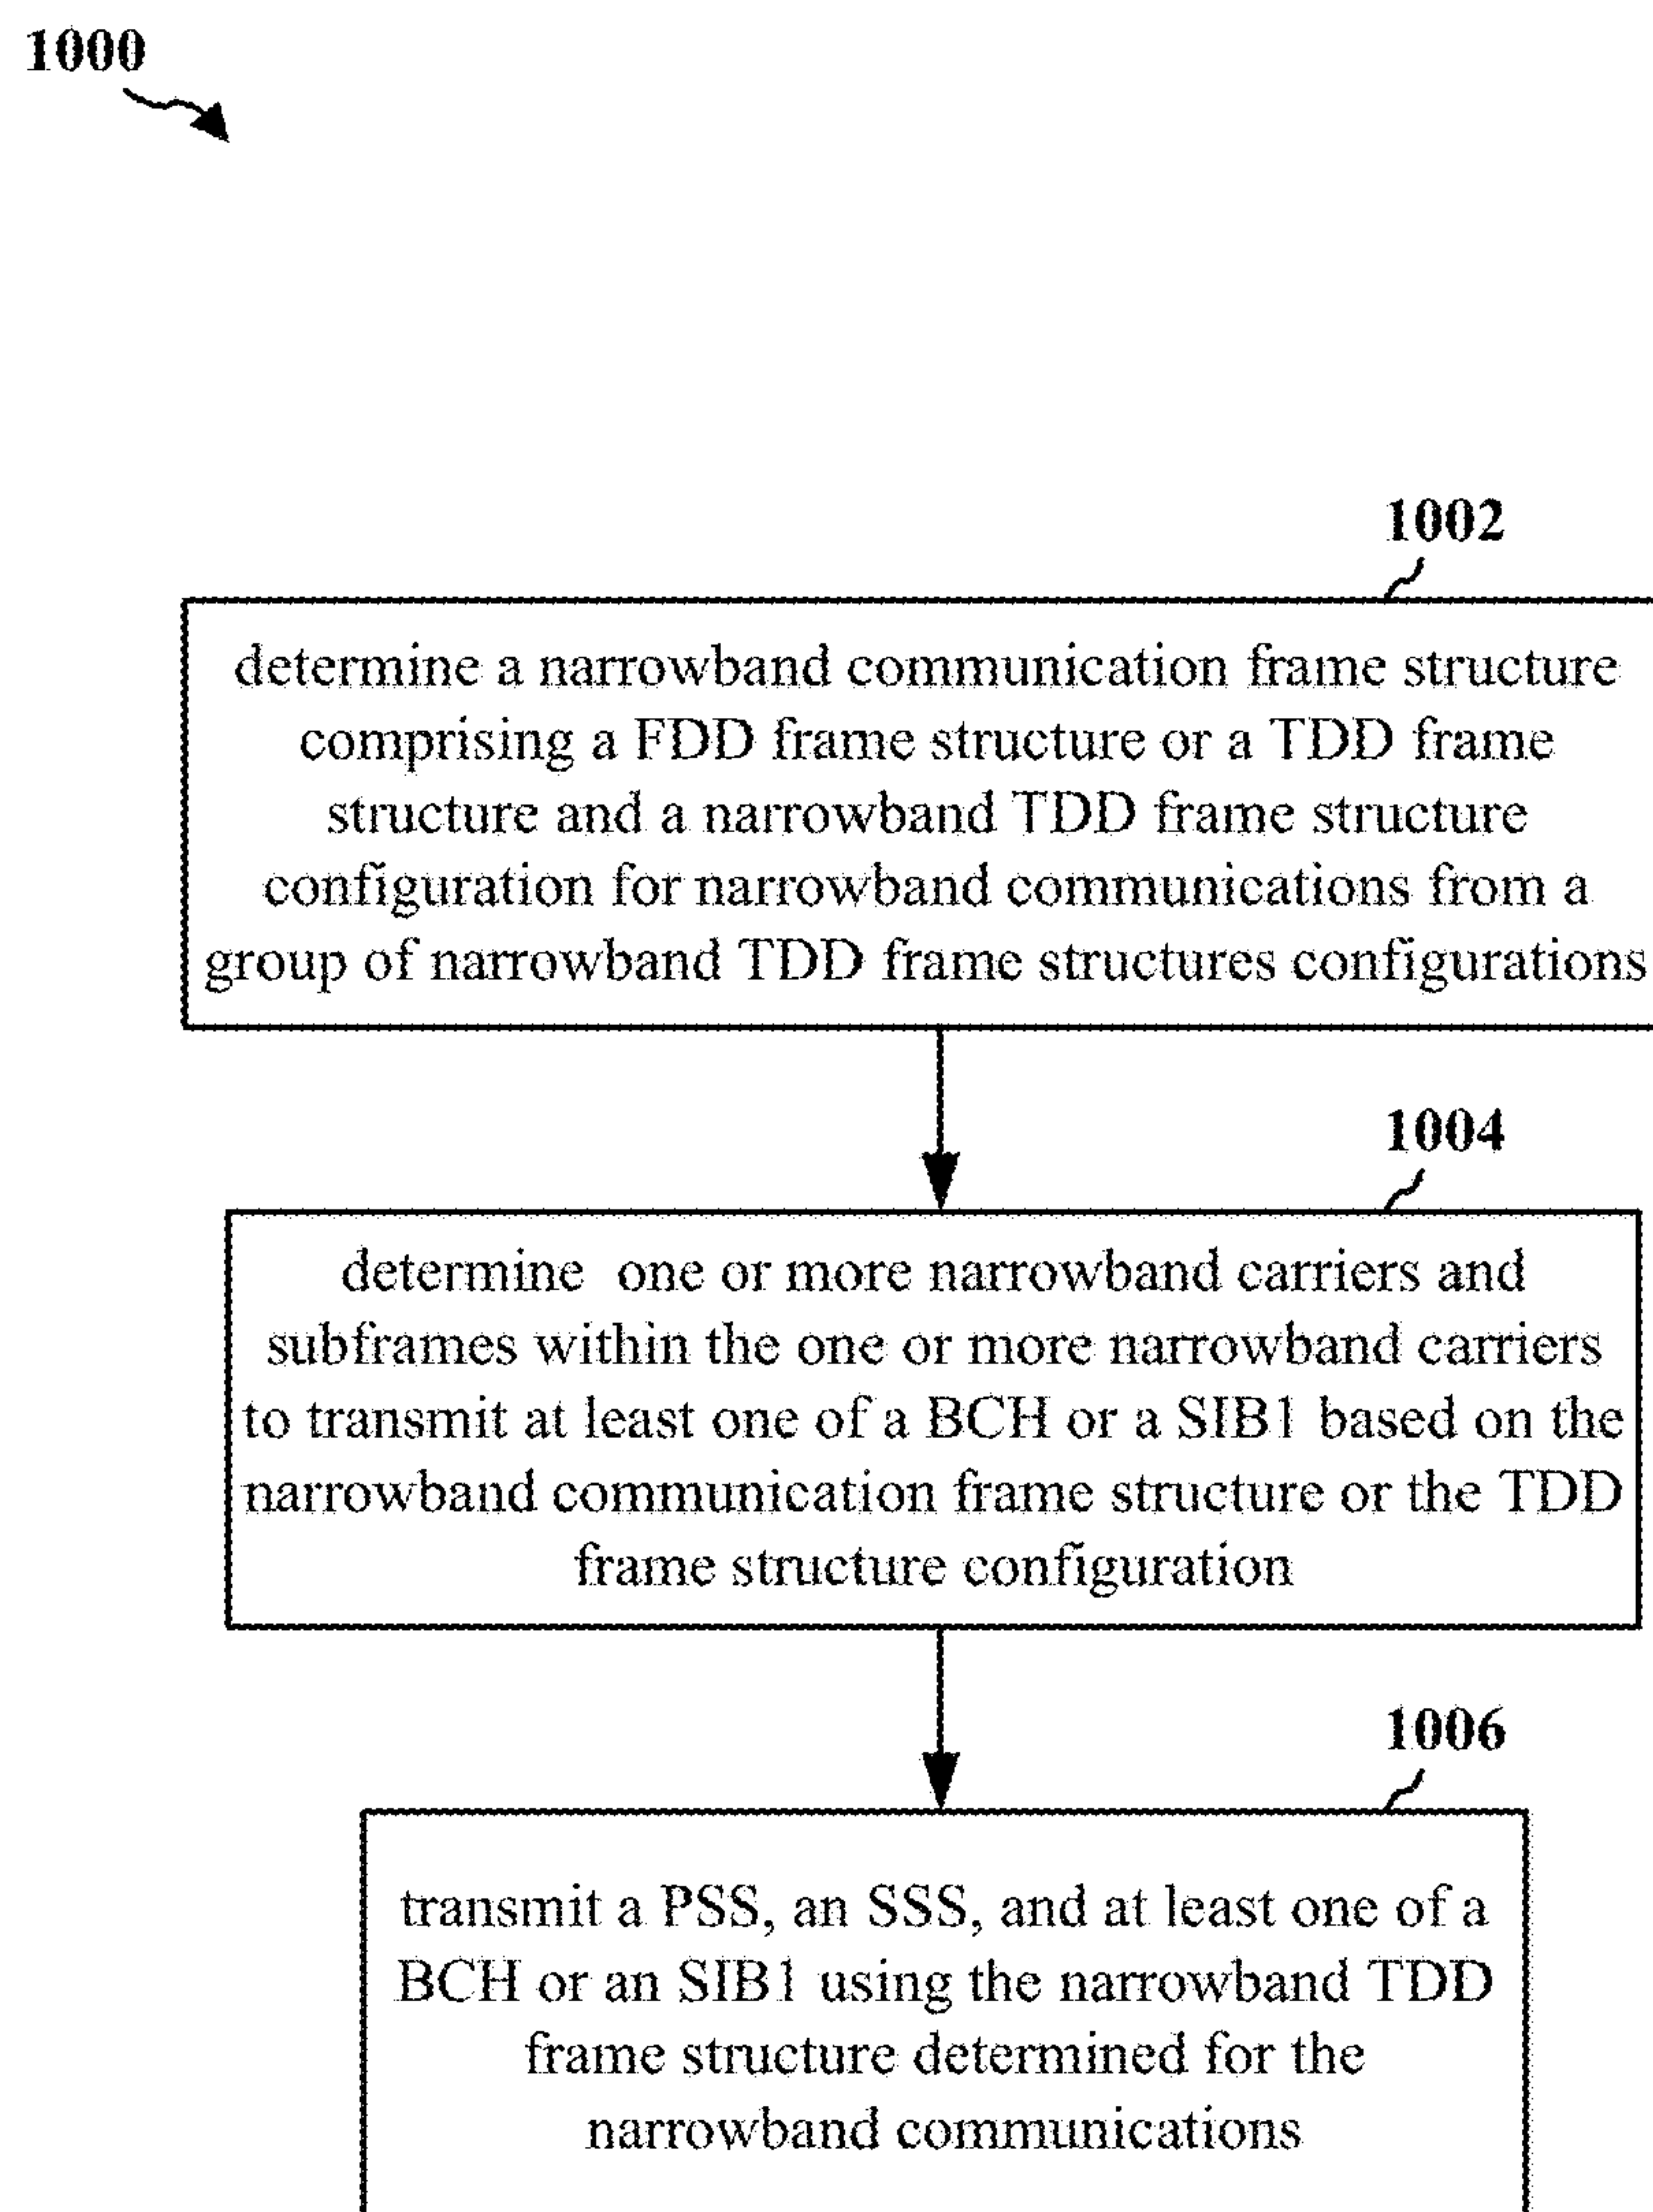 1000
1002
determine a narrowband communication frame structure
comprising a FDD frame structure or a TDD frame
structure and a narrowband TDD frame structure
configuration for narrowband communications from a
group of narrowband TDD frame structures configurations
1004
determine one or more narrowband carriers and
subframes within the one or more narrowband carriers
to transmit at least one of a BCH or a SIB1 based on the
narrowband communication frame structure or the TDD
frame structure configuration
1006
transmit a PSS, an SSS, and at least one of a
BCH or an SIB1 using the narrowband TDD
frame structure determined for the
narrowband communications